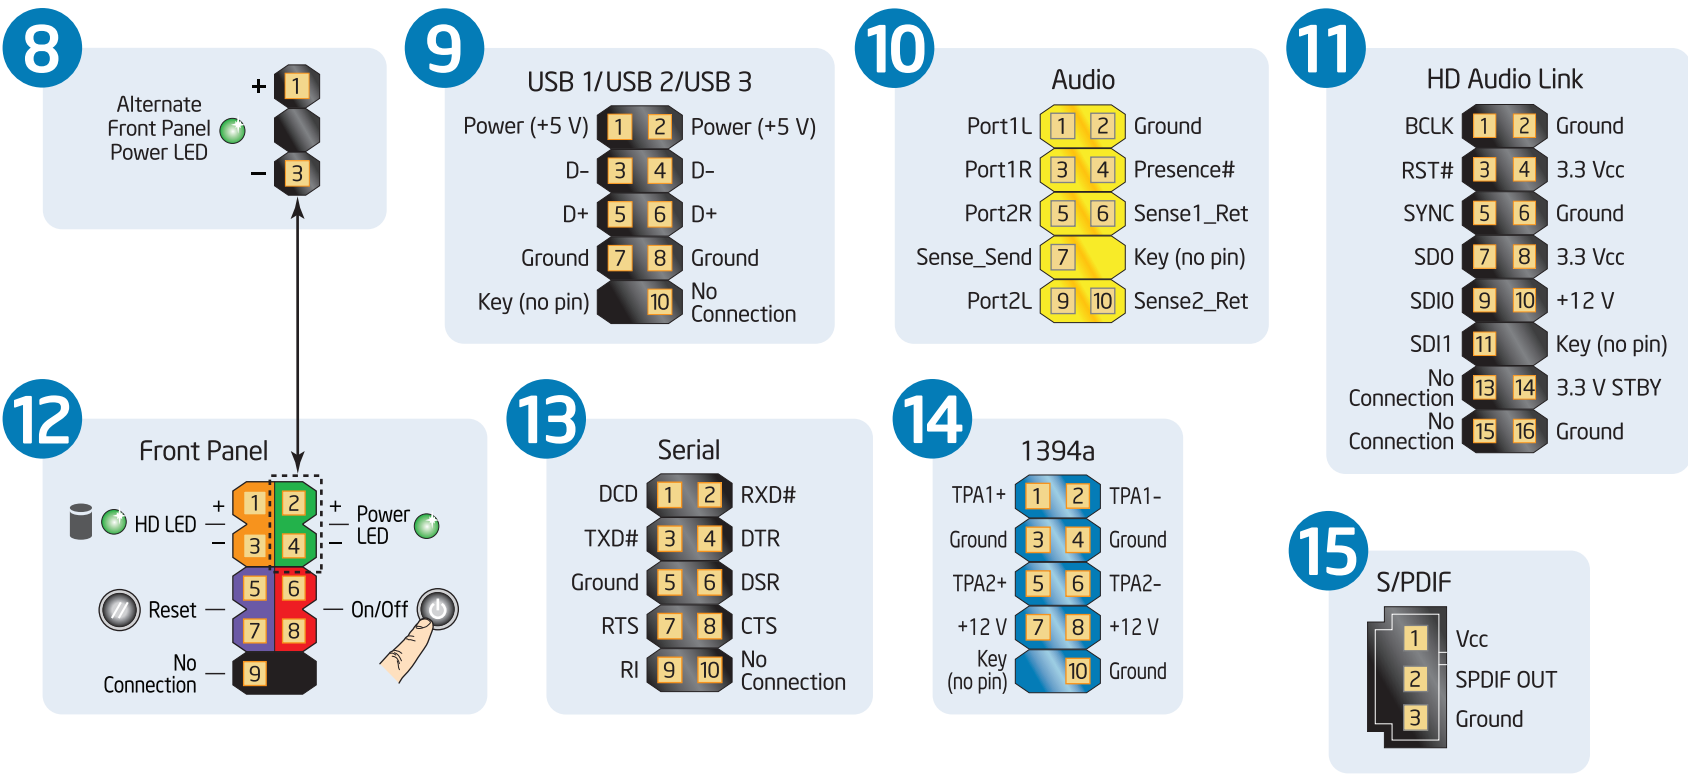 8
Alternate
Front Panel
Power LED
+ 1
− 3
9
USB 1/USB 2/USB 3
Power (+5 V) 1 2 Power (+5 V)
D− 3 4 D−
D+ 5 6 D+
Ground 7 8 Ground
Key (no pin) 10 No
Connection
10
Audio
Port1L 1 2 Ground
Port1R 3 4 Presence#
Port2R 5 6 Sense1_Ret
Sense_Send 7 Key (no pin)
Port2L 9 10 Sense2_Ret
11
HD Audio Link
BCLK 1 2 Ground
RST# 3 4 3.3 Vcc
SYNC 5 6 Ground
SDO 7 8 3.3 Vcc
SDI0 9 10 +12 V
SDI1 11 Key (no pin)
No
Connection 13 14 3.3 V STBY
No
Connection 15 16 Ground
12
Front Panel
+ 1 2 +
HD LED Power
LED
− 3 4 −
5 6
Reset On/Off
7 8
No
Connection 9
13
Serial
DCD 1 2 RXD#
TXD# 3 4 DTR
Ground 5 6 DSR
RTS 7 8 CTS
RI 9 10 No
Connection
14
1394a
TPA1+ 1 2 TPA1−
Ground 3 4 Ground
TPA2+ 5 6 TPA2−
+12 V 7 8 +12 V
Key
(no pin) 10 Ground
15
S/PDIF
1 Vcc
2 SPDIF OUT
3 Ground